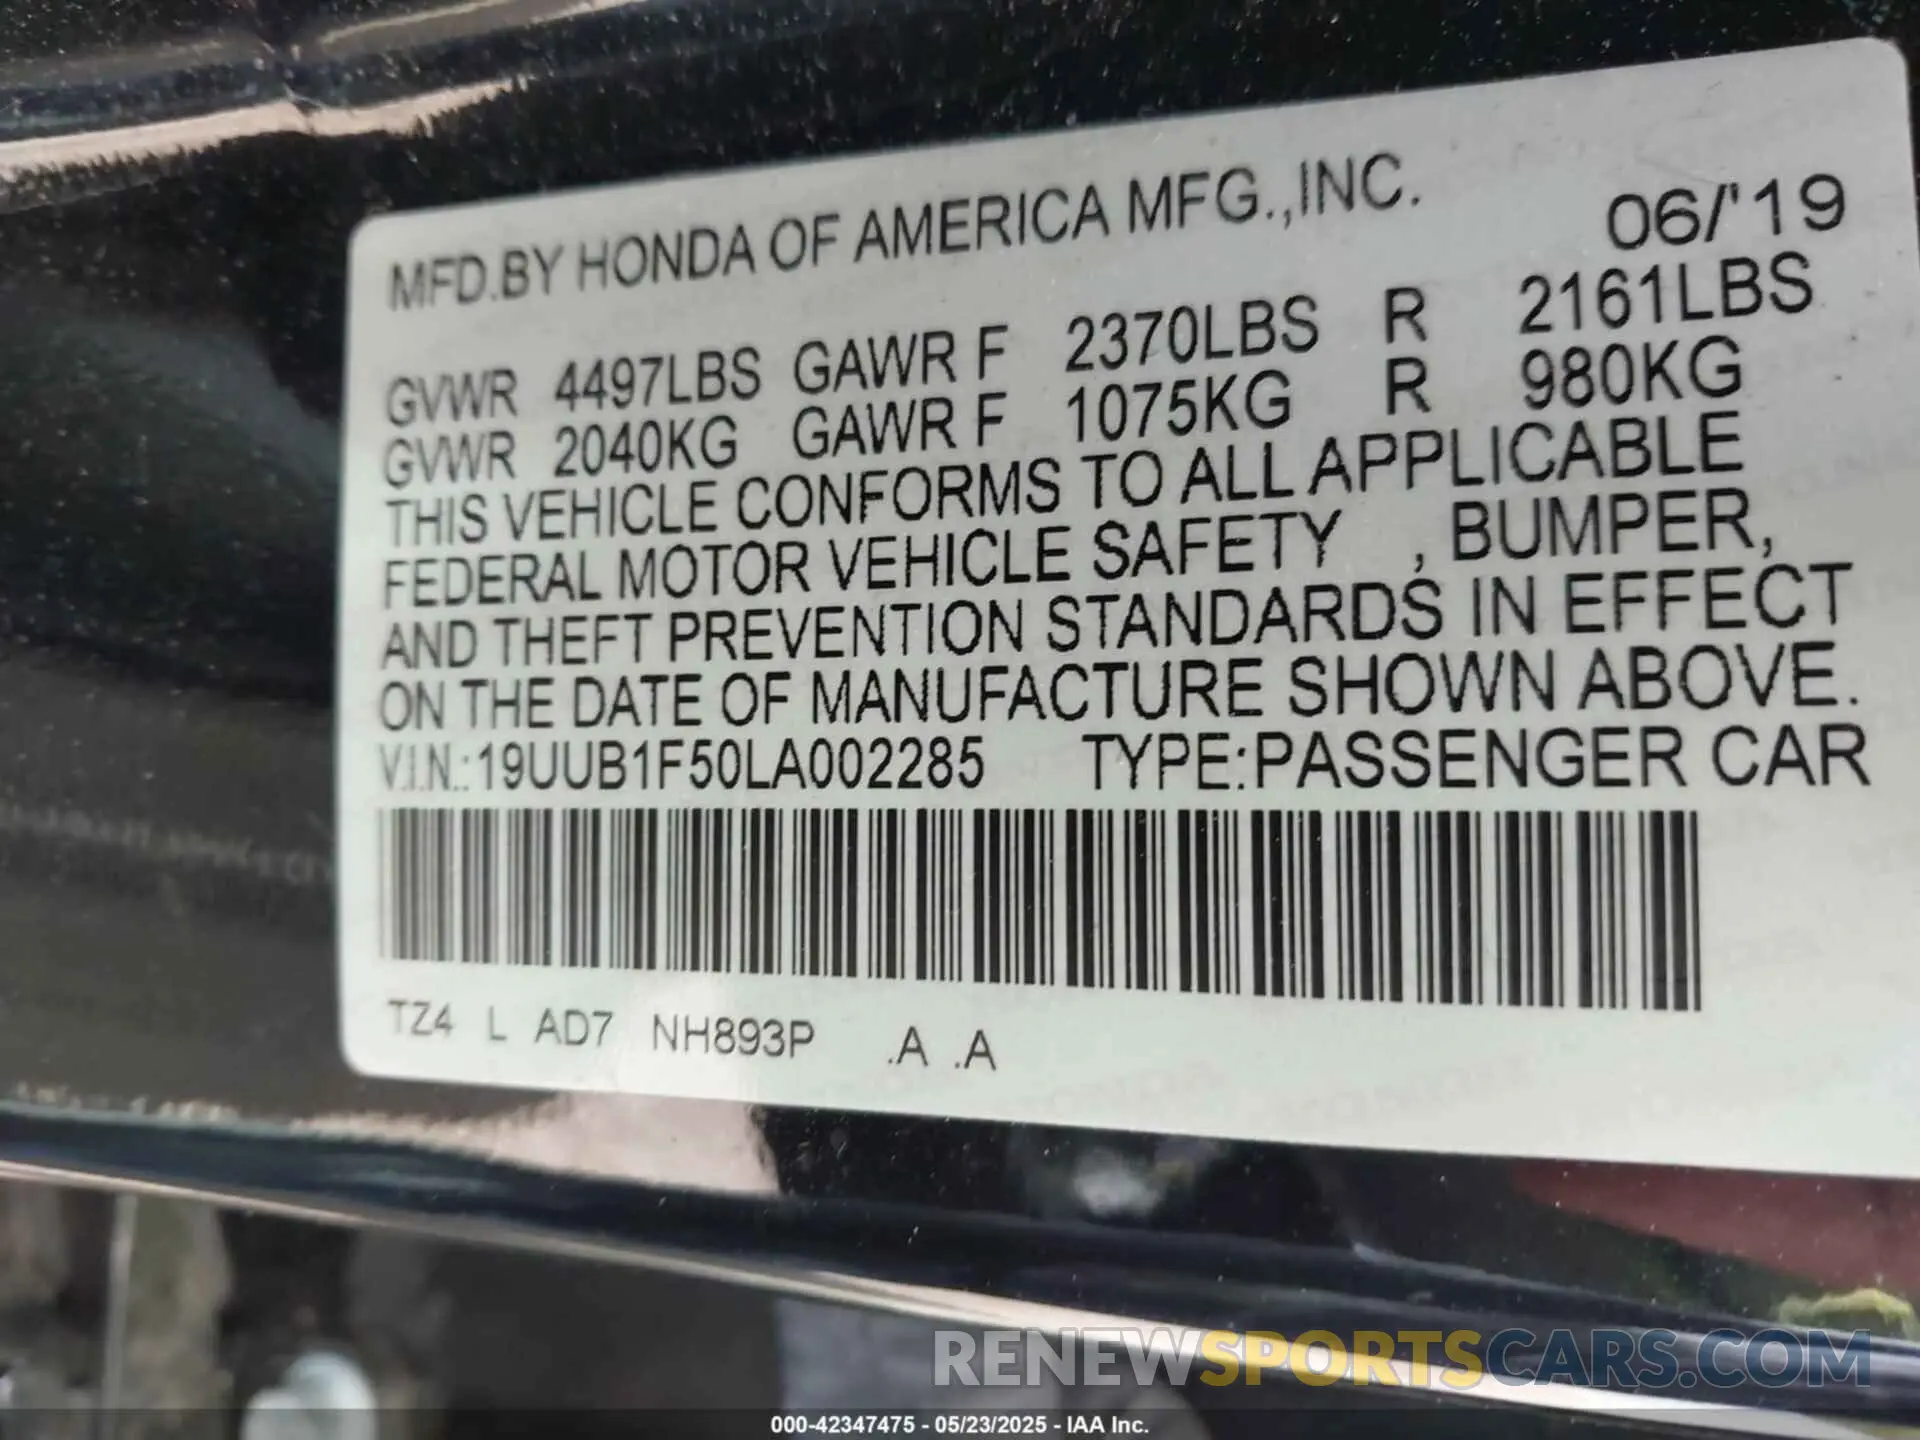 MFD.BY HONDA OF AMERICA MFG.,INC. 06/'19
GVWR 4497LBS GAWR F 2370LBS R 2161LBS
GVWR 2040KG GAWR F 1075KG R 980KG
THIS VEHICLE CONFORMS TO ALL APPLICABLE
FEDERAL MOTOR VEHICLE SAFETY , BUMPER,
AND THEFT PREVENTION STANDARDS IN EFFECT
ON THE DATE OF MANUFACTURE SHOWN ABOVE.
V.I.N.:19UUB1F50LA002285 TYPE:PASSENGER CAR
TZ4 L AD7 NH893P .A .A
RENEWSPORTSCARS.COM
000-42347475 - 05/23/2025 - IAA Inc.